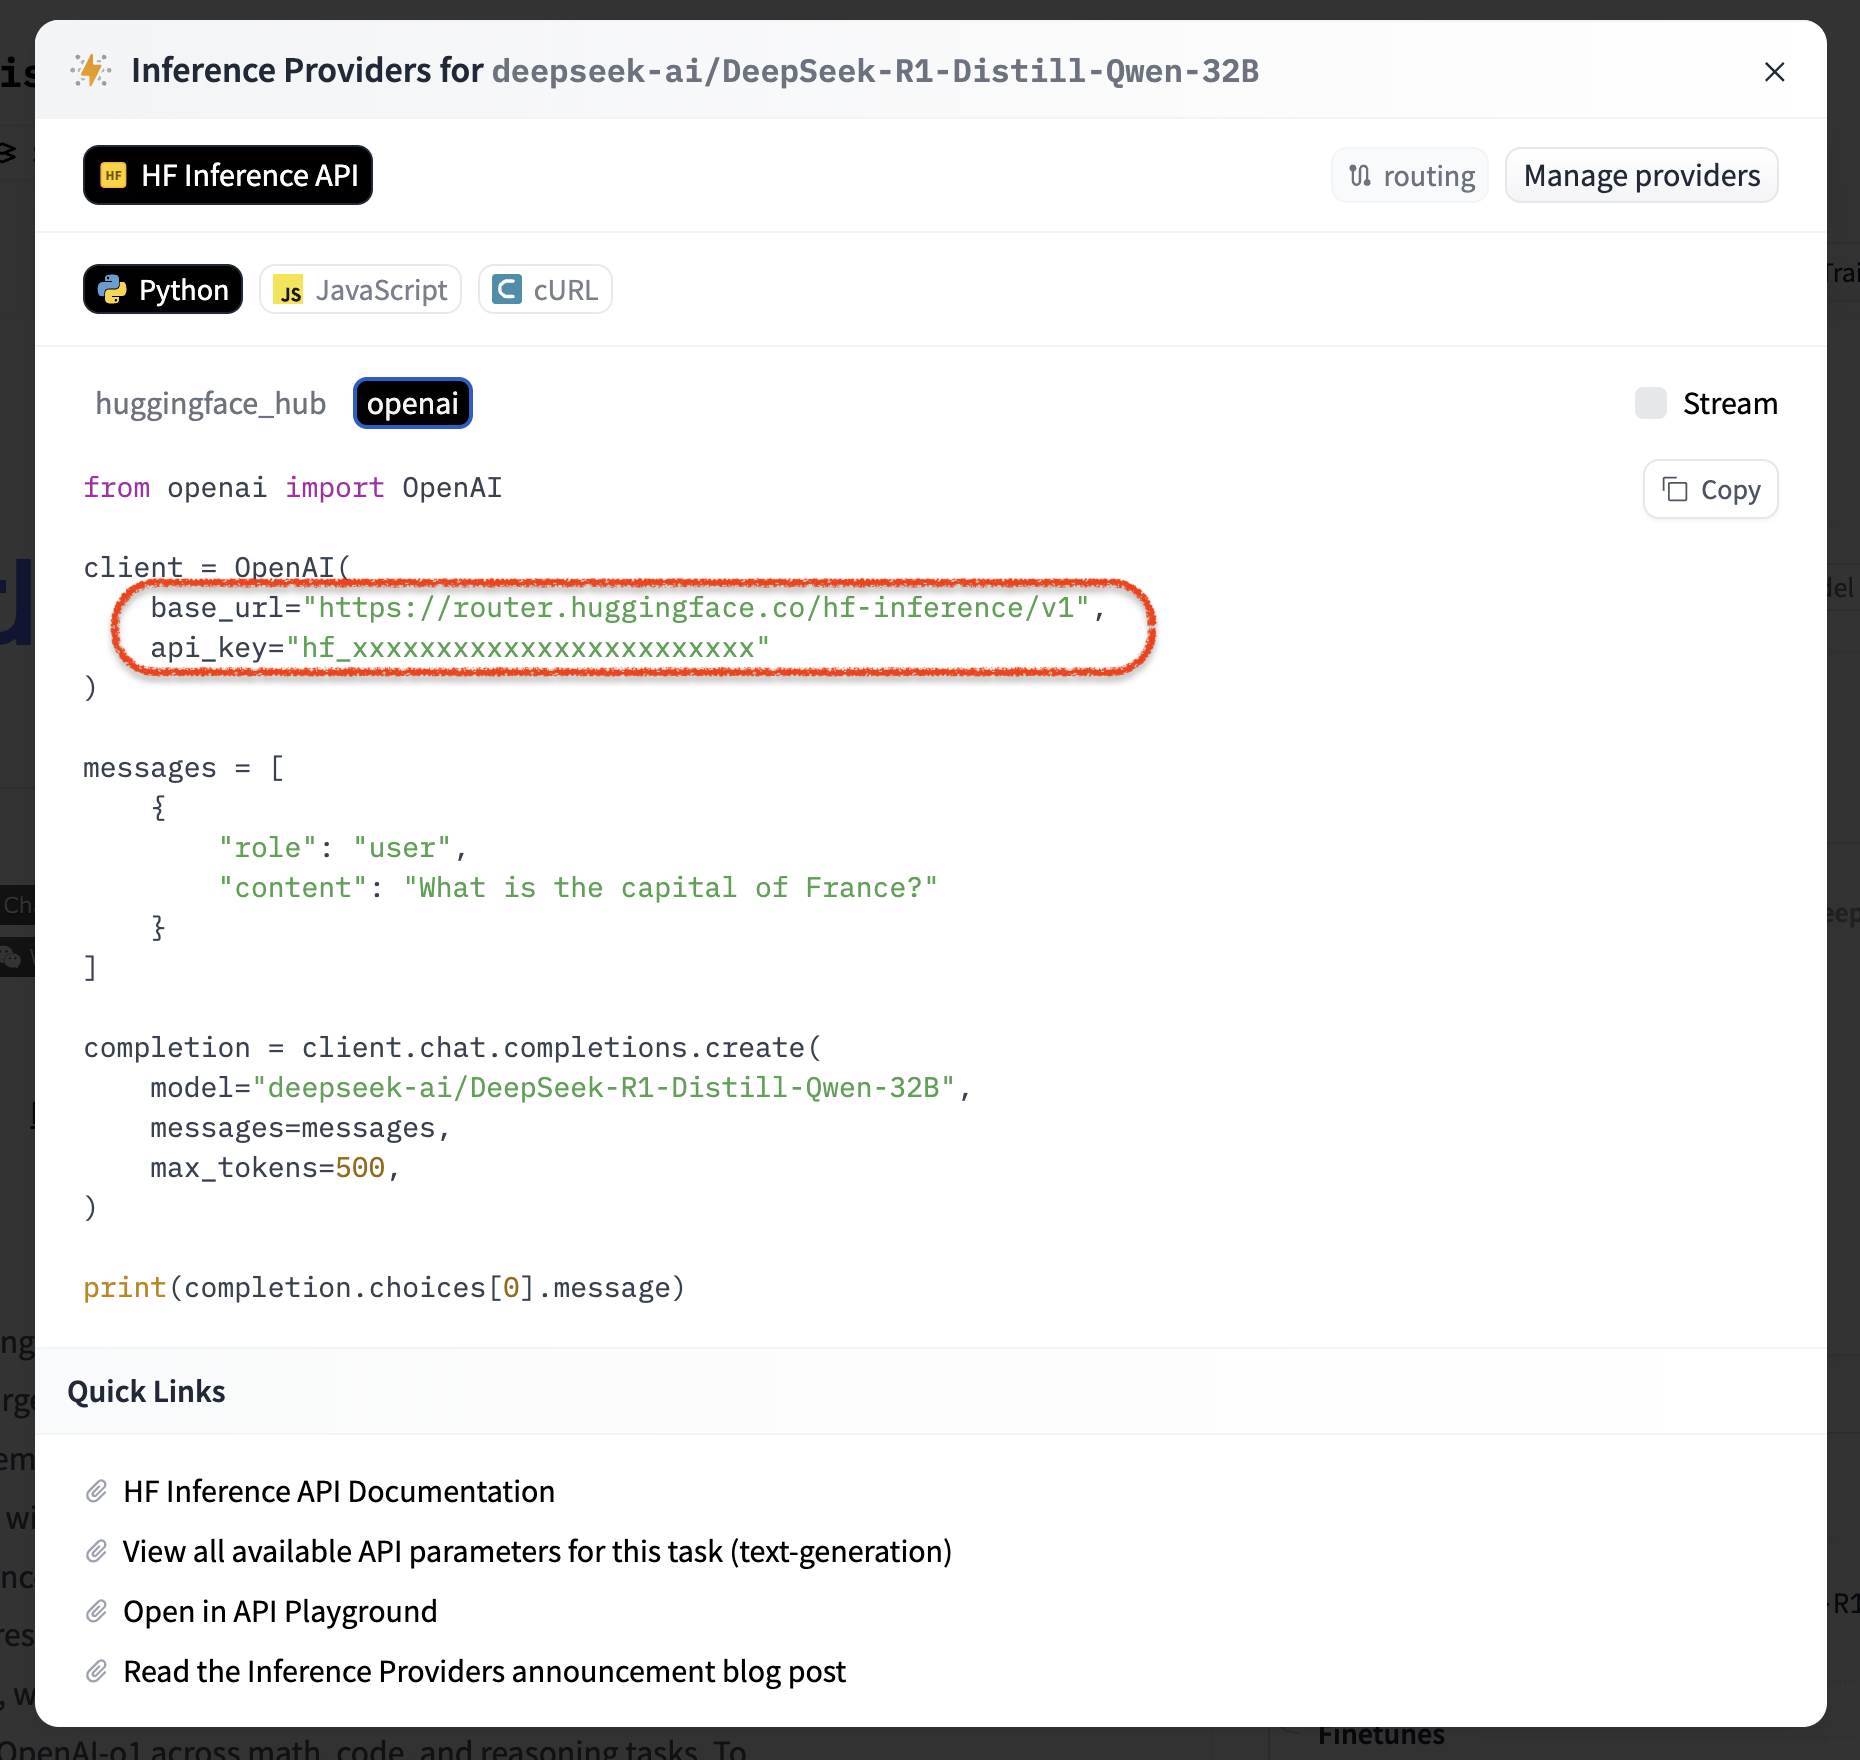 Inference Providers for deepseek-ai/DeepSeek-R1-Distill-Qwen-32B
HF HF Inference API
routing
Manage providers
Python
JS JavaScript
C cURL
huggingface_hub
openai
Stream
Copy
from openai import OpenAI
client = OpenAI(
base_url="https://router.huggingface.co/hf-inference/v1",
api_key="hf_xxxxxxxxxxxxxxxxxxxxxxxx"
)
messages = [
{
"role": "user",
"content": "What is the capital of France?"
}
]
completion = client.chat.completions.create(
model="deepseek-ai/DeepSeek-R1-Distill-Qwen-32B",
messages=messages,
max_tokens=500,
)
print(completion.choices[0].message)
Quick Links
HF Inference API Documentation
View all available API parameters for this task (text-generation)
Open in API Playground
Read the Inference Providers announcement blog post
Finetunes
OpenAI-o1 across math, code, and reasoning tasks. To